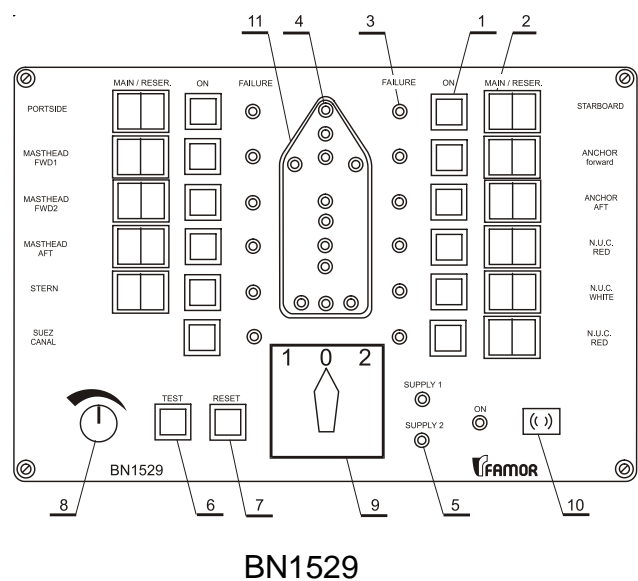 11 4 3 1 2
MAIN / RESER. ON FAILURE FAILURE ON MAIN / RESER.
PORTSIDE STARBOARD
MASTHEAD ANCHOR
FWD1 forward
MASTHEAD ANCHOR
FWD2 AFT
MASTHEAD N.U.C.
AFT RED
STERN N.U.C.
WHITE
SUEZ N.U.C.
CANAL RED
1 0 2
SUPPLY 1
TEST RESET ON
SUPPLY 2
BN1529 FAMOR
8 6 7 9 5 10
BN1529